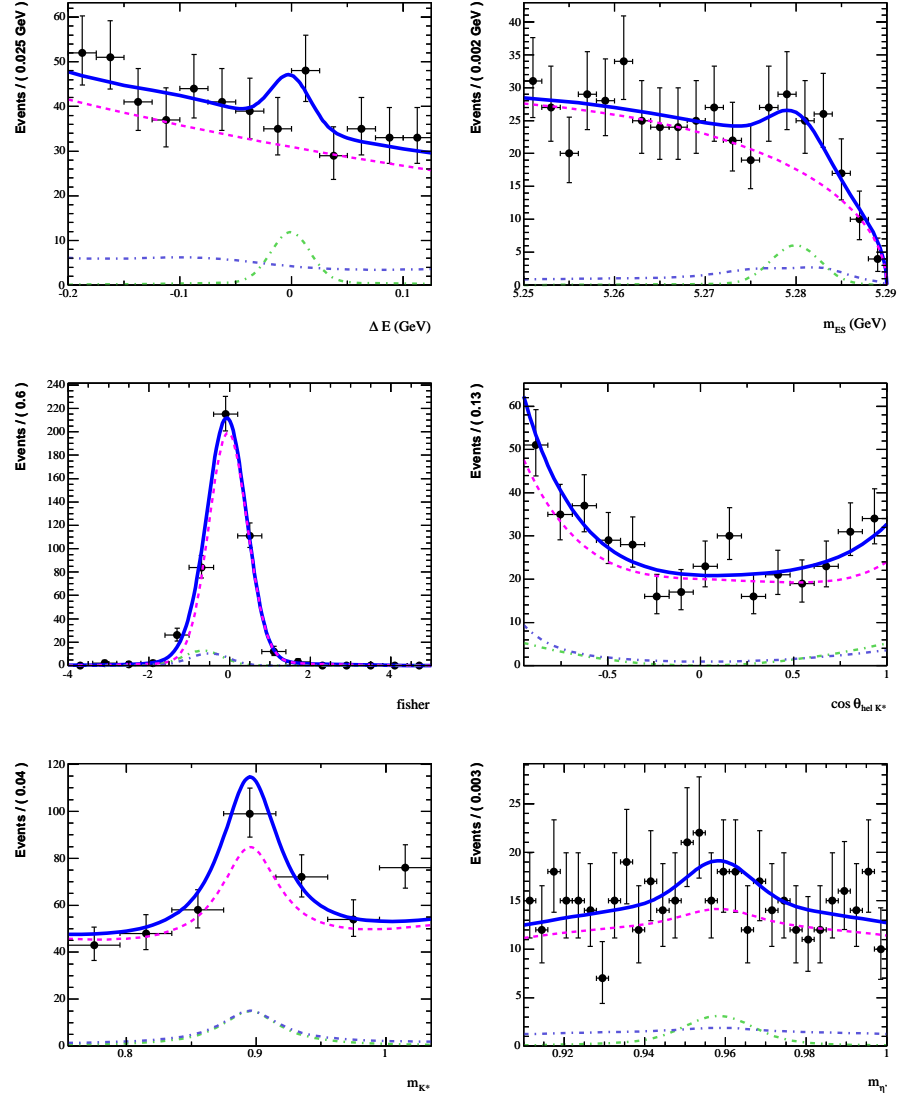 Events / ( 0.025 GeV )
60
50
40
30
20
10
0
-0.2 -0.1 0 0.1
Δ E (GeV)
Events / ( 0.002 GeV )
40
35
30
25
20
15
10
5
0
5.25 5.26 5.27 5.28 5.29
m_ES (GeV)
Events / ( 0.6 )
240
220
200
180
160
140
120
100
80
60
40
20
0
-4 -2 0 2 4
fisher
Events / ( 0.13 )
60
50
40
30
20
10
0
-0.5 0 0.5 1
cos θ_hel K*
Events / ( 0.04 )
120
100
80
60
40
20
0
0.8 0.9 1
m_K*
Events / ( 0.003 )
25
20
15
10
5
0
0.92 0.94 0.96 0.98 1
m_η'